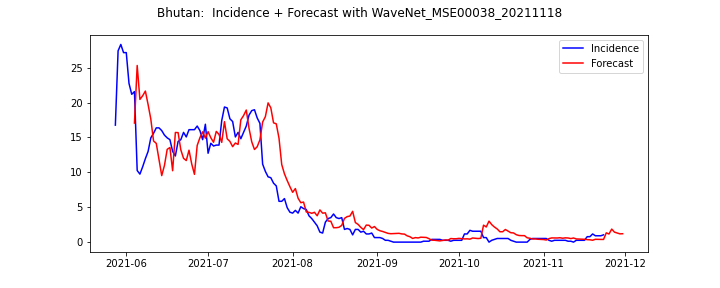 Bhutan:  Incidence + Forecast with WaveNet_MSE00038_20211118
Incidence
Forecast
25
20
15
10
5
0
2021-06 2021-07 2021-08 2021-09 2021-10 2021-11 2021-12